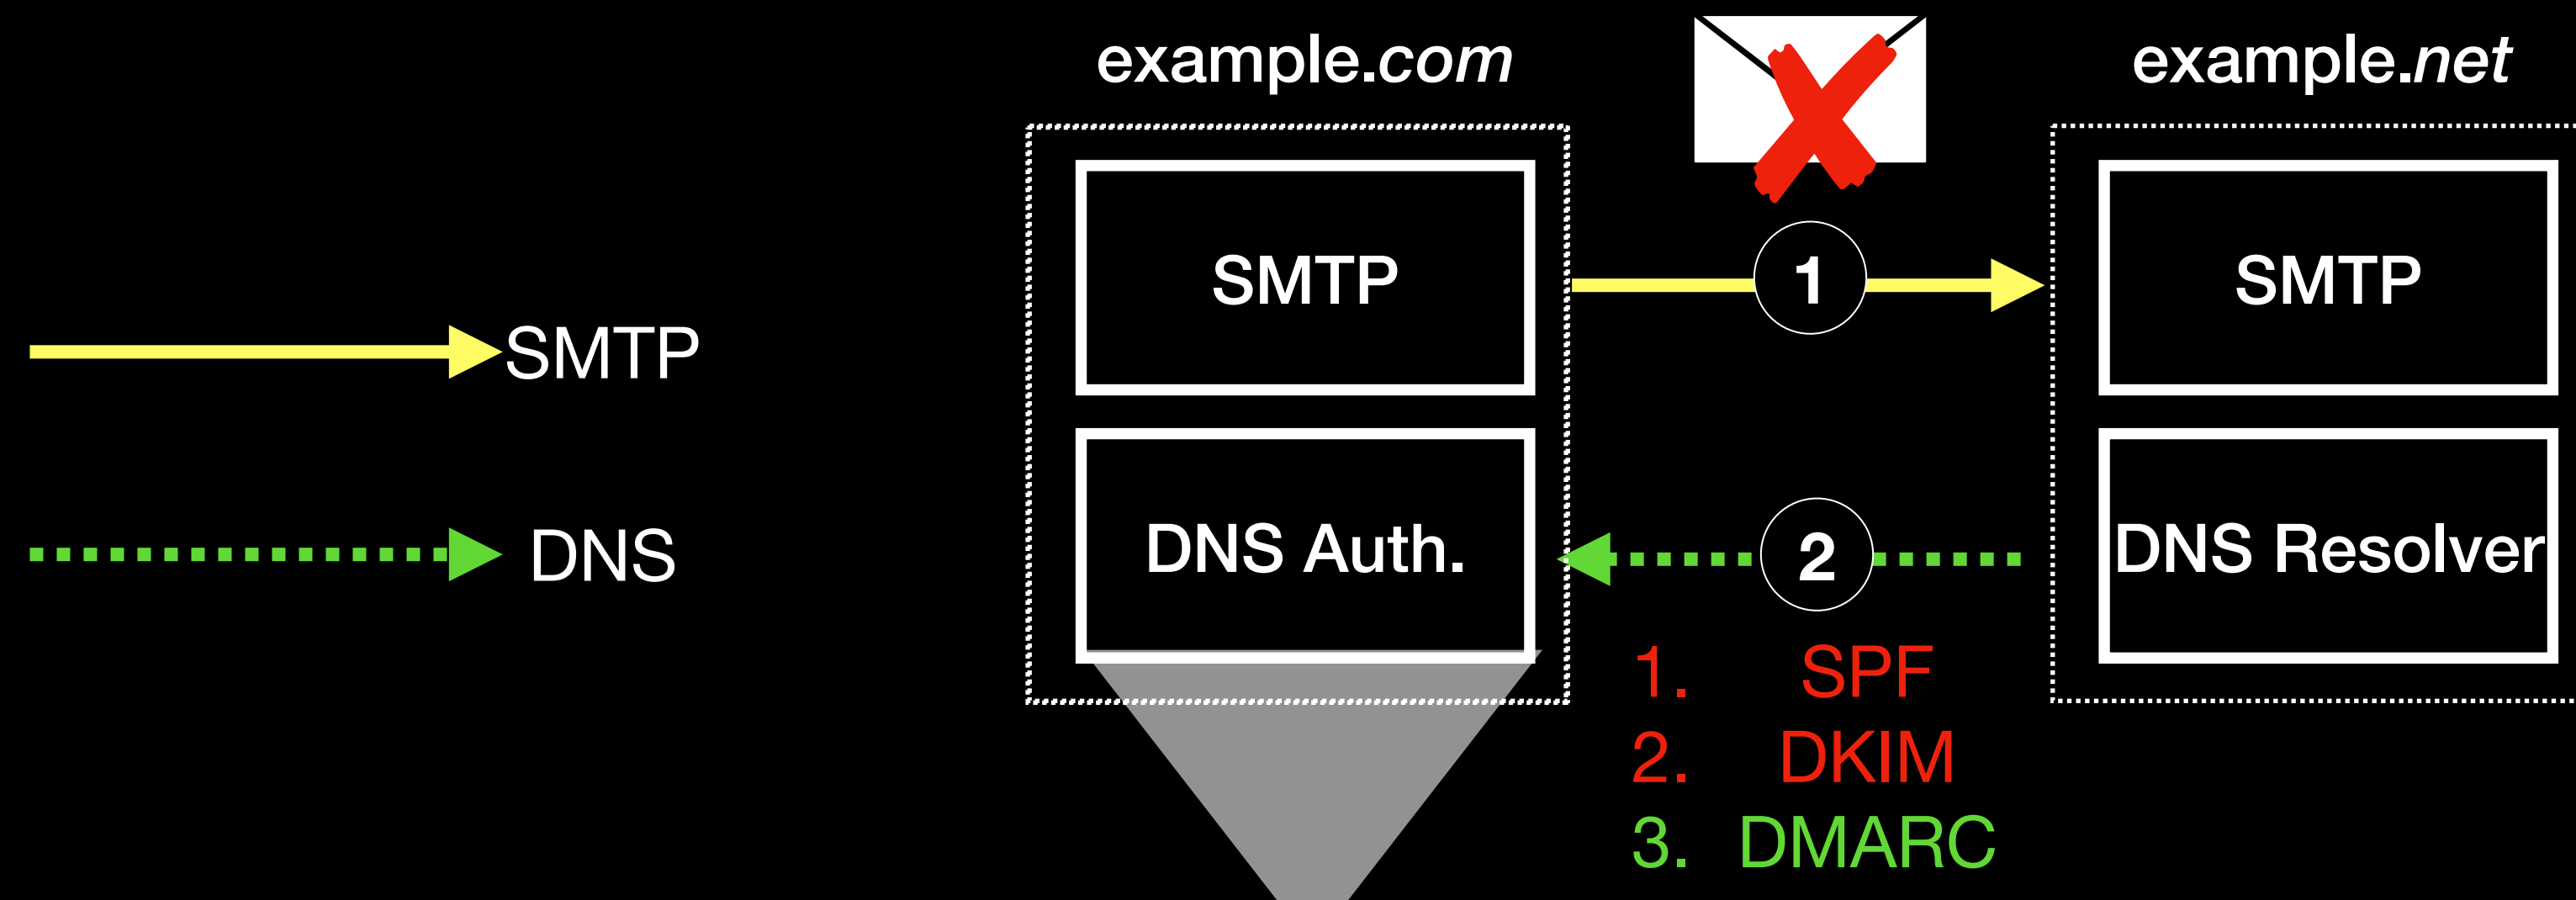 example.com
example.net
SMTP
SMTP
1
SMTP
DNS
DNS Auth.
2
DNS Resolver
1. SPF
2. DKIM
3. DMARC